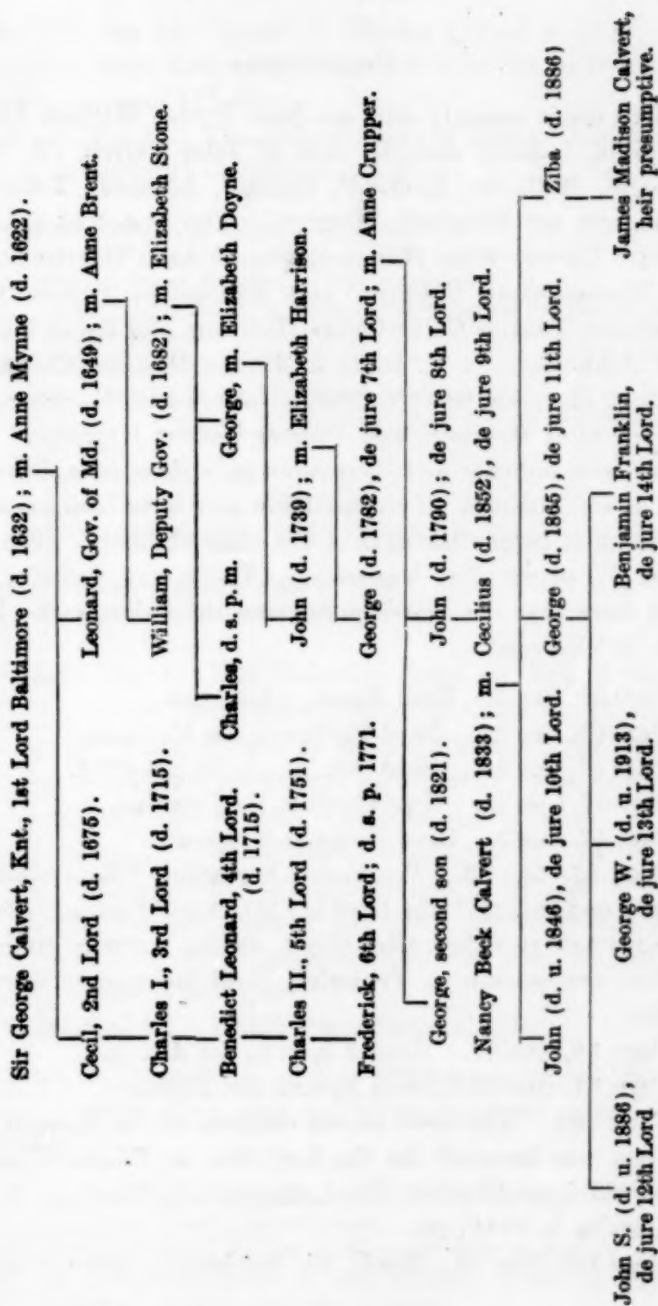 Sir George Calvert, Knt., 1st Lord Baltimore (d. 1632); m. Anne Mynne (d. 1622).
Cecil, 2nd Lord (d. 1675).
Leonard, Gov. of Md. (d. 1649); m. Anne Brent.
Charles I., 3rd Lord (d. 1715).
William, Deputy Gov. (d. 1682); m. Elizabeth Stone.
Benedict Leonard, 4th Lord.
(d. 1715).
Charles, d. s. p. m.
George, m. Elizabeth Doyne.
Charles II., 5th Lord (d. 1751).
John (d. 1739); m. Elizabeth Harrison.
Frederick, 6th Lord; d. s. p. 1771.
George (d. 1782), de jure 7th Lord; m. Anne Crupper.
George, second son (d. 1821).
John (d. 1790); de jure 8th Lord.
Nancy Beck Calvert (d. 1833); m. Cecilius (d. 1852); de jure 9th Lord.
John (d. u. 1846), de jure 10th Lord.
George (d. 1865), de jure 11th Lord.
Ziba (d. 1886)
John S. (d. u. 1886),
de jure 12th Lord
George W. (d. u. 1913),
de jure 13th Lord.
Benjamin Franklin,
de jure 14th Lord.
James Madison Calvert,
heir presumptive.